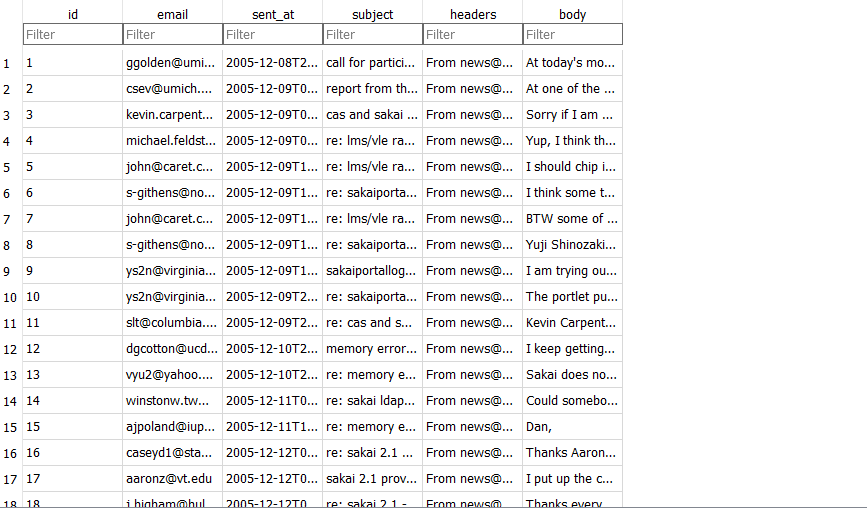 id email sent_at subject headers body
Filter Filter Filter Filter Filter Filter
1 1 ggolden@umi... 2005-12-08T2... call for partici... From news@... At today's mo...
2 2 csev@umich.... 2005-12-09T0... report from th... From news@... At one of the ...
3 3 kevin.carpent... 2005-12-09T0... cas and sakai ... From news@... Sorry if I am ...
4 4 michael.feldst... 2005-12-09T0... re: lms/vle ra... From news@... Yup, I think th...
5 5 john@caret.c... 2005-12-09T1... re: lms/vle ra... From news@... I should chip i...
6 6 s-githens@no... 2005-12-09T1... re: sakaiporta... From news@... I think some t...
7 7 john@caret.c... 2005-12-09T1... re: lms/vle ra... From news@... BTW some of ...
8 8 s-githens@no... 2005-12-09T1... re: sakaiporta... From news@... Yuji Shinozaki...
9 9 ys2n@virginia... 2005-12-09T1... sakaiportallog... From news@... I am trying ou...
10 10 ys2n@virginia... 2005-12-09T2... re: sakaiporta... From news@... The portlet pu...
11 11 slt@columbia.... 2005-12-09T2... re: cas and s... From news@... Kevin Carpent...
12 12 dgcotton@ucd... 2005-12-10T2... memory error... From news@... I keep getting...
13 13 vyu2@yahoo.... 2005-12-10T2... re: memory e... From news@... Sakai does no...
14 14 winstonw.tw... 2005-12-11T0... re: sakai ldap... From news@... Could somebo...
15 15 ajpoland@iup... 2005-12-11T1... re: memory e... From news@... Dan,
16 16 caseyd1@sta... 2005-12-12T0... re: sakai 2.1 ... From news@... Thanks Aaron...
17 17 aaronz@vt.edu 2005-12-12T0... sakai 2.1 prov... From news@... I put up the c...
18 18 j.higham@hul... 2005-12-12T0... re: sakai 2.1 -... From news@... Thanks every...